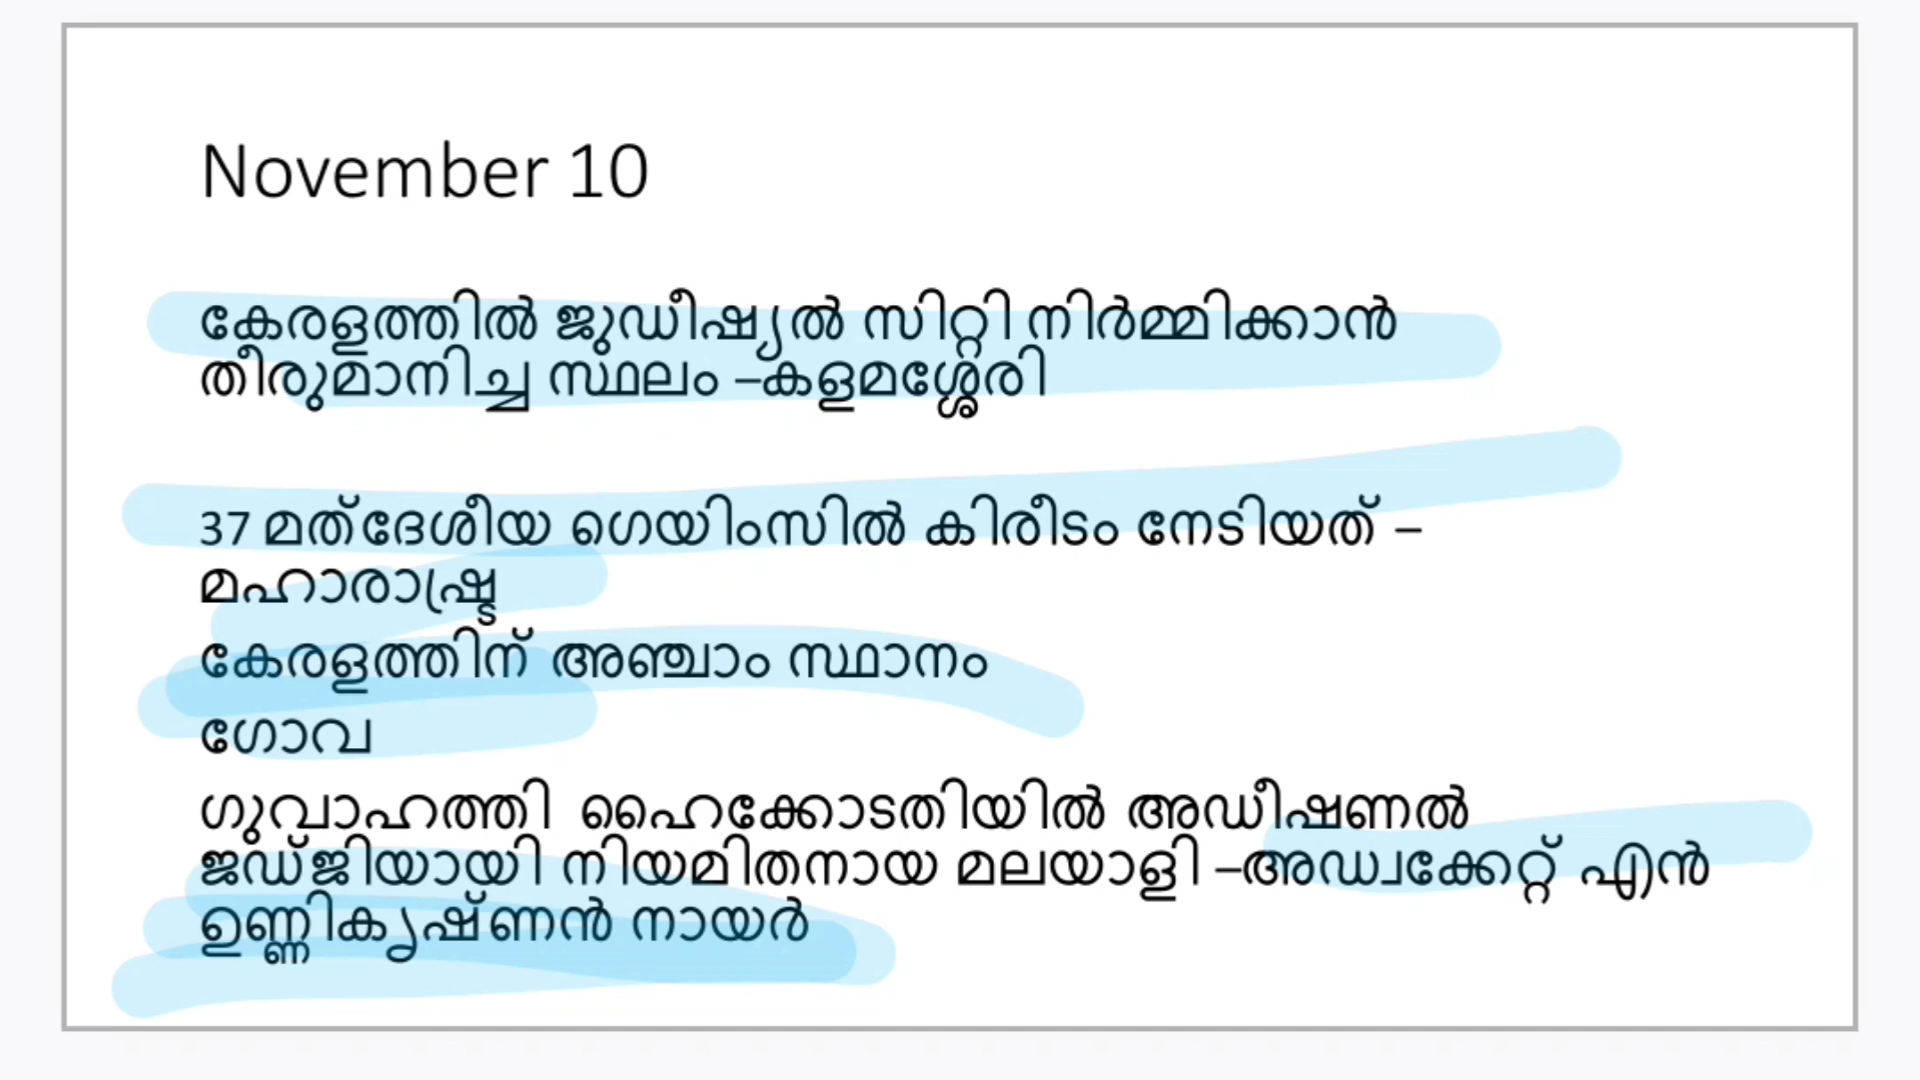 November 10
കേരളത്തിൽ ജുഡീഷ്യൽ സിറ്റി നിർമ്മിക്കാൻ
തീരുമാനിച്ച സ്ഥലം –കളമശ്ശേരി
37 മത്ദേശീയ ഗെയിംസിൽ കിരീടം നേടിയത് –
മഹാരാഷ്ട്ര
കേരളത്തിന് അഞ്ചാം സ്ഥാനം
ഗോവ
ഗുവാഹത്തി ഹൈക്കോടതിയിൽ അഡീഷണൽ
ജഡ്ജിയായി നിയമിതനായ മലയാളി –അഡ്വക്കേറ്റ് എൻ
ഉണ്ണികൃഷ്ണൻ നായർ